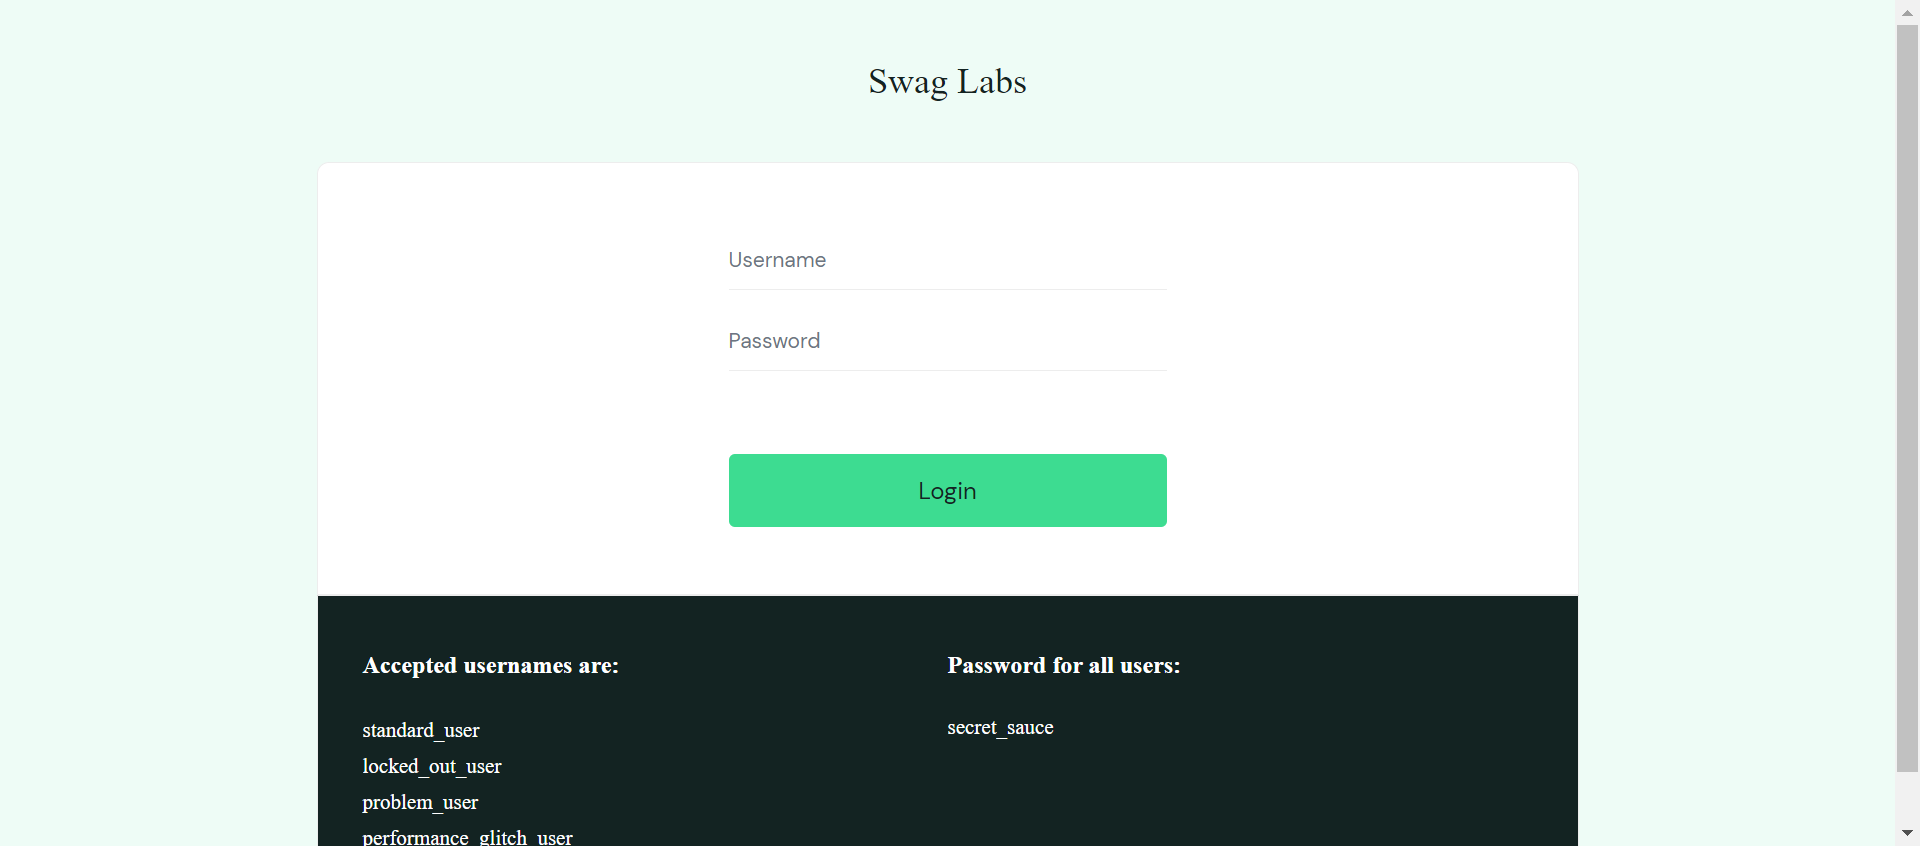 Swag Labs
Username
Password
Login
Accepted usernames are:
standard_user
locked_out_user
problem_user
performance_glitch_user
Password for all users:
secret_sauce